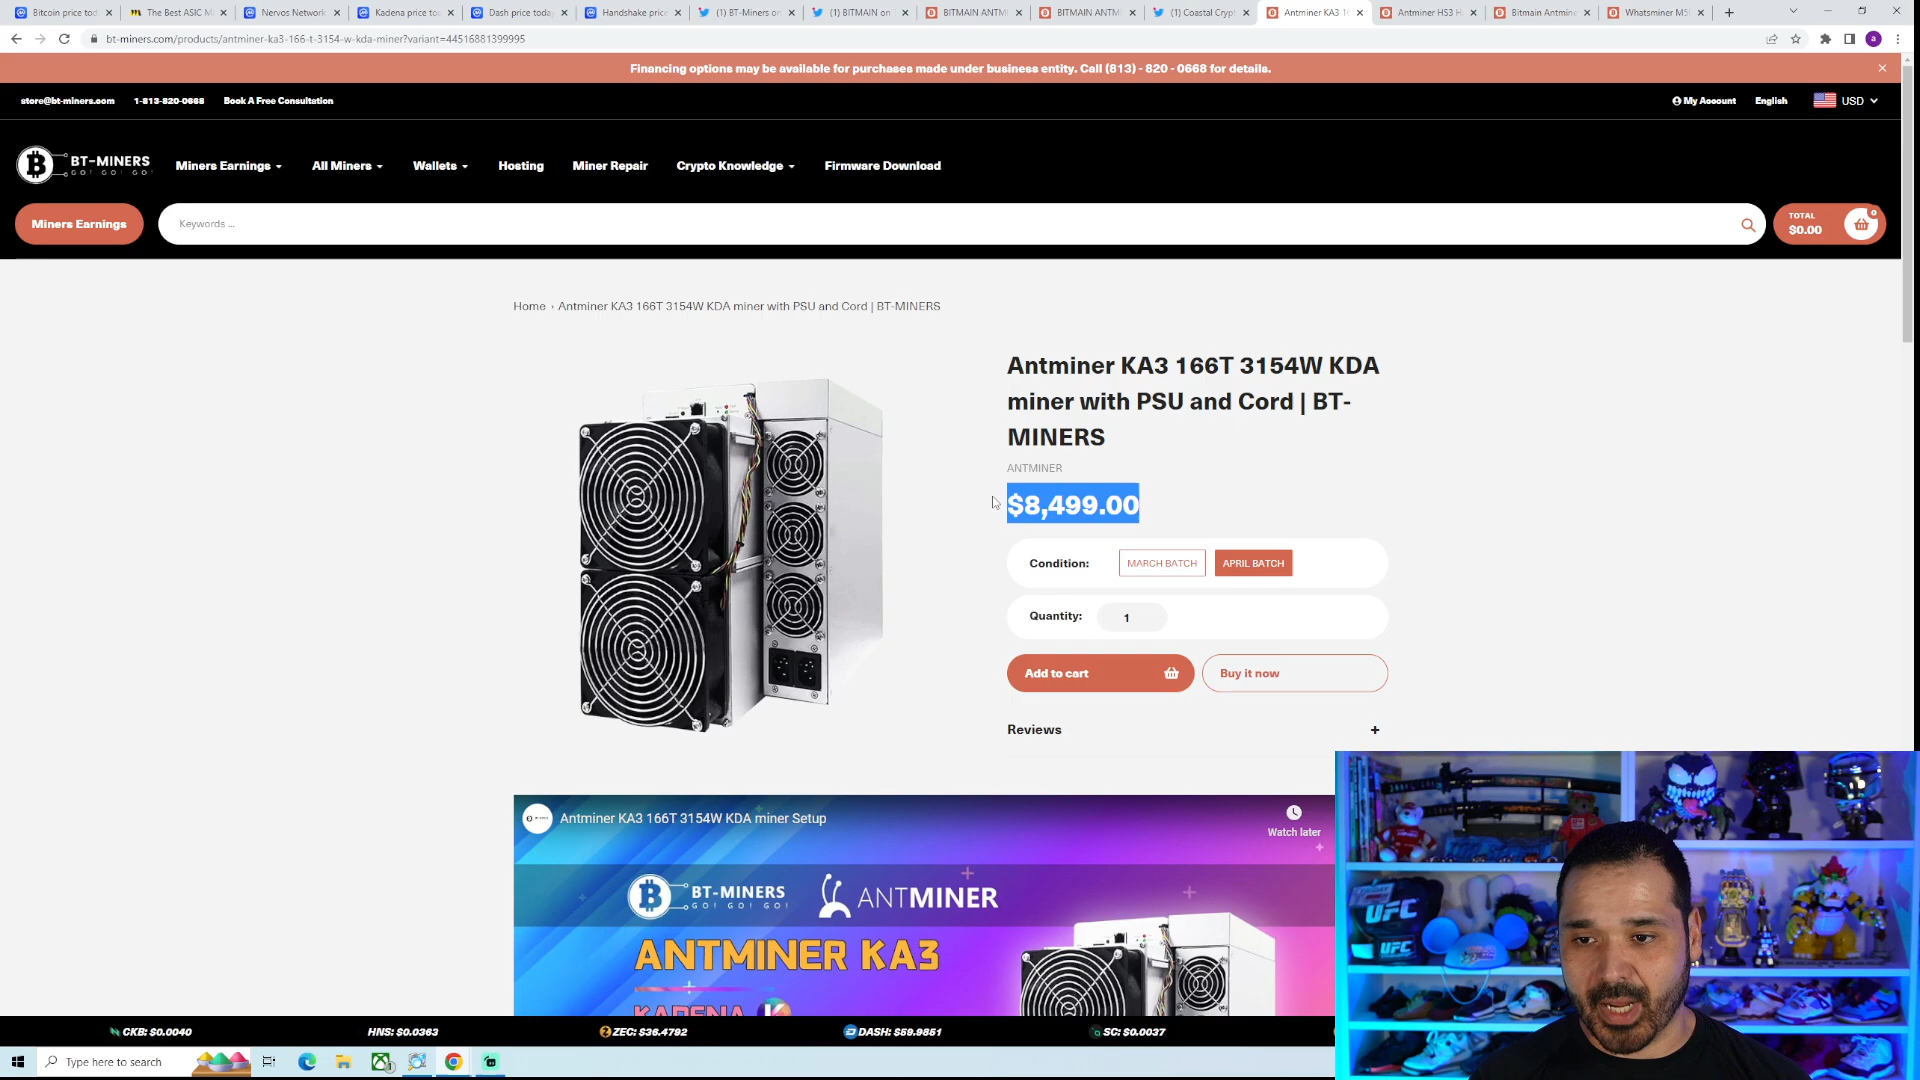 Bitcoin price tod
The Best ASIC M
Nervos Network
Kadena price to
Dash price toda
Handshake price
(1) BT-Miners on
(1) BITMAIN on T
BITMAIN ANTM
BITMAIN ANTM
(1) Coastal Cryp
Antminer KA3 1
Antminer HS3 H
Bitmain Antmine
Whatsminer M5
bt-miners.com/products/antminer-ka3-166-t-3154-w-kda-miner?variant=44516881399995
Financing options may be available for purchases made under business entity. Call (813) - 820 - 0668 for details.
store@bt-miners.com 1-813-820-0668 Book A Free Consultation
My Account English USD
BT-MINERS
GO! GO! GO!
Miners Earnings All Miners Wallets Hosting Miner Repair Crypto Knowledge Firmware Download
Miners Earnings
Keywords ...
TOTAL
$0.00
0
Home › Antminer KA3 166T 3154W KDA miner with PSU and Cord | BT-MINERS
Antminer KA3 166T 3154W KDA
miner with PSU and Cord | BT-
MINERS
ANTMINER
$8,499.00
Condition: MARCH BATCH APRIL BATCH
Quantity: 1
Add to cart
Buy it now
Reviews +
Antminer KA3 166T 3154W KDA miner Setup
Watch later
BT-MINERS
GO! GO! GO!
ANTMINER
ANTMINER KA3
KADENA
UFC
UFC
CKB: $0.0040 HNS: $0.0363 ZEC: $36.4792 DASH: $59.9851 SC: $0.0037
Type here to search